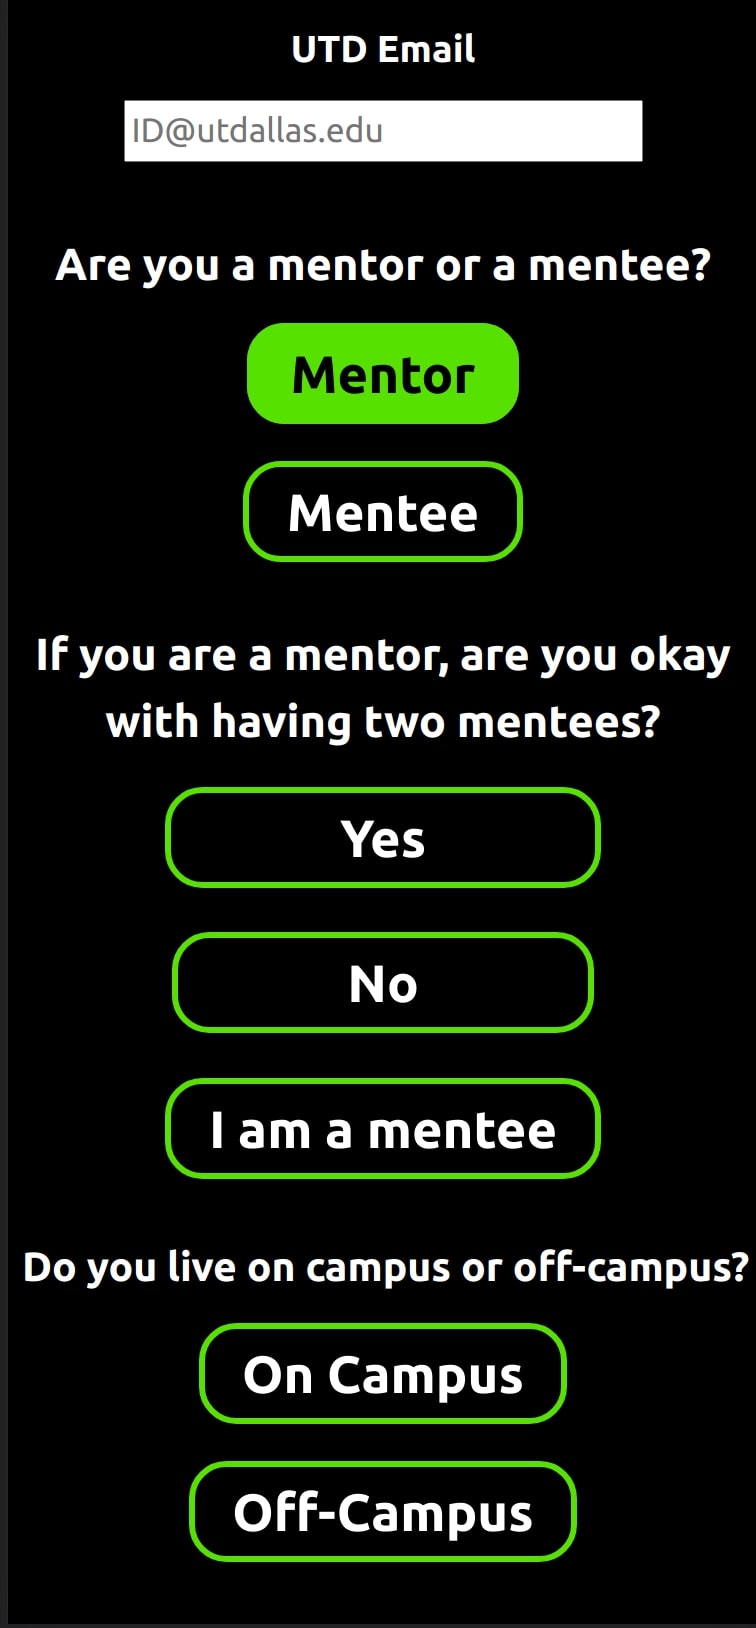 UTD Email
ID@utdallas.edu
Are you a mentor or a mentee?
Mentor
Mentee
If you are a mentor, are you okay
with having two mentees?
Yes
No
I am a mentee
Do you live on campus or off-campus?
On Campus
Off-Campus